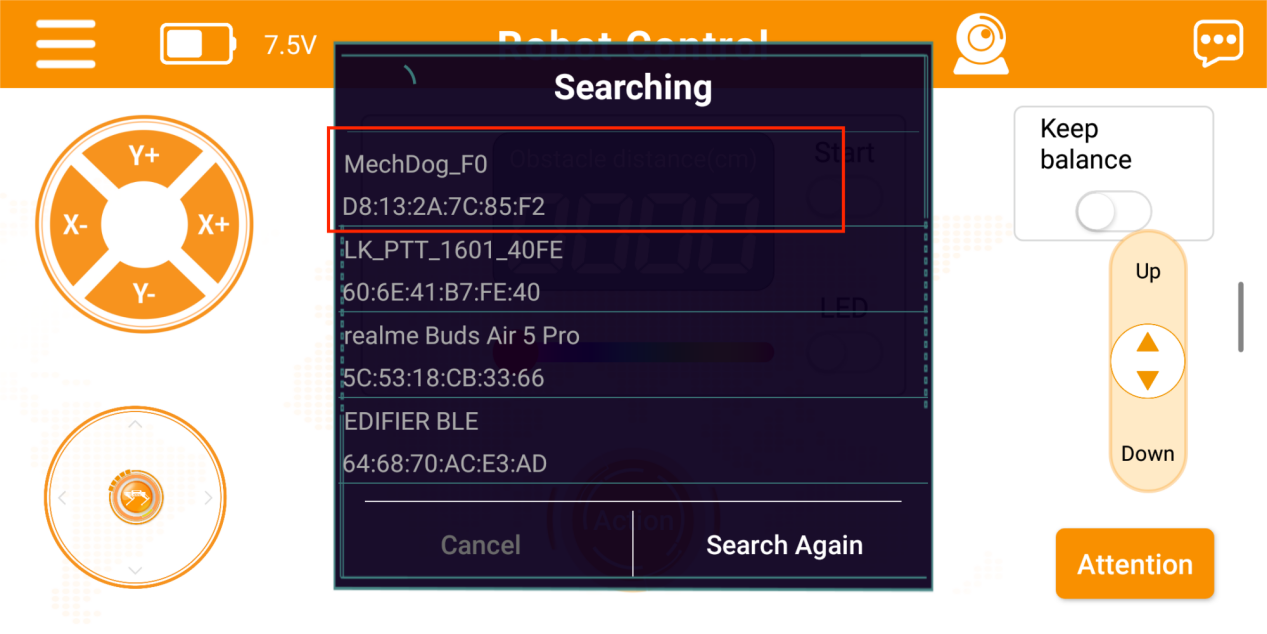 7.5V
Robot Control
Searching
MechDog_F0
D8:13:2A:7C:85:F2
LK_PTT_1601_40FE
60:6E:41:B7:FE:40
realme Buds Air 5 Pro
5C:53:18:CB:33:66
EDIFIER BLE
64:68:70:AC:E3:AD
Cancel
Search Again
Obstacle distance(cm)
Start
LED
Action
Y+
X-
X+
Y-
Keep
balance
Up
Down
Attention